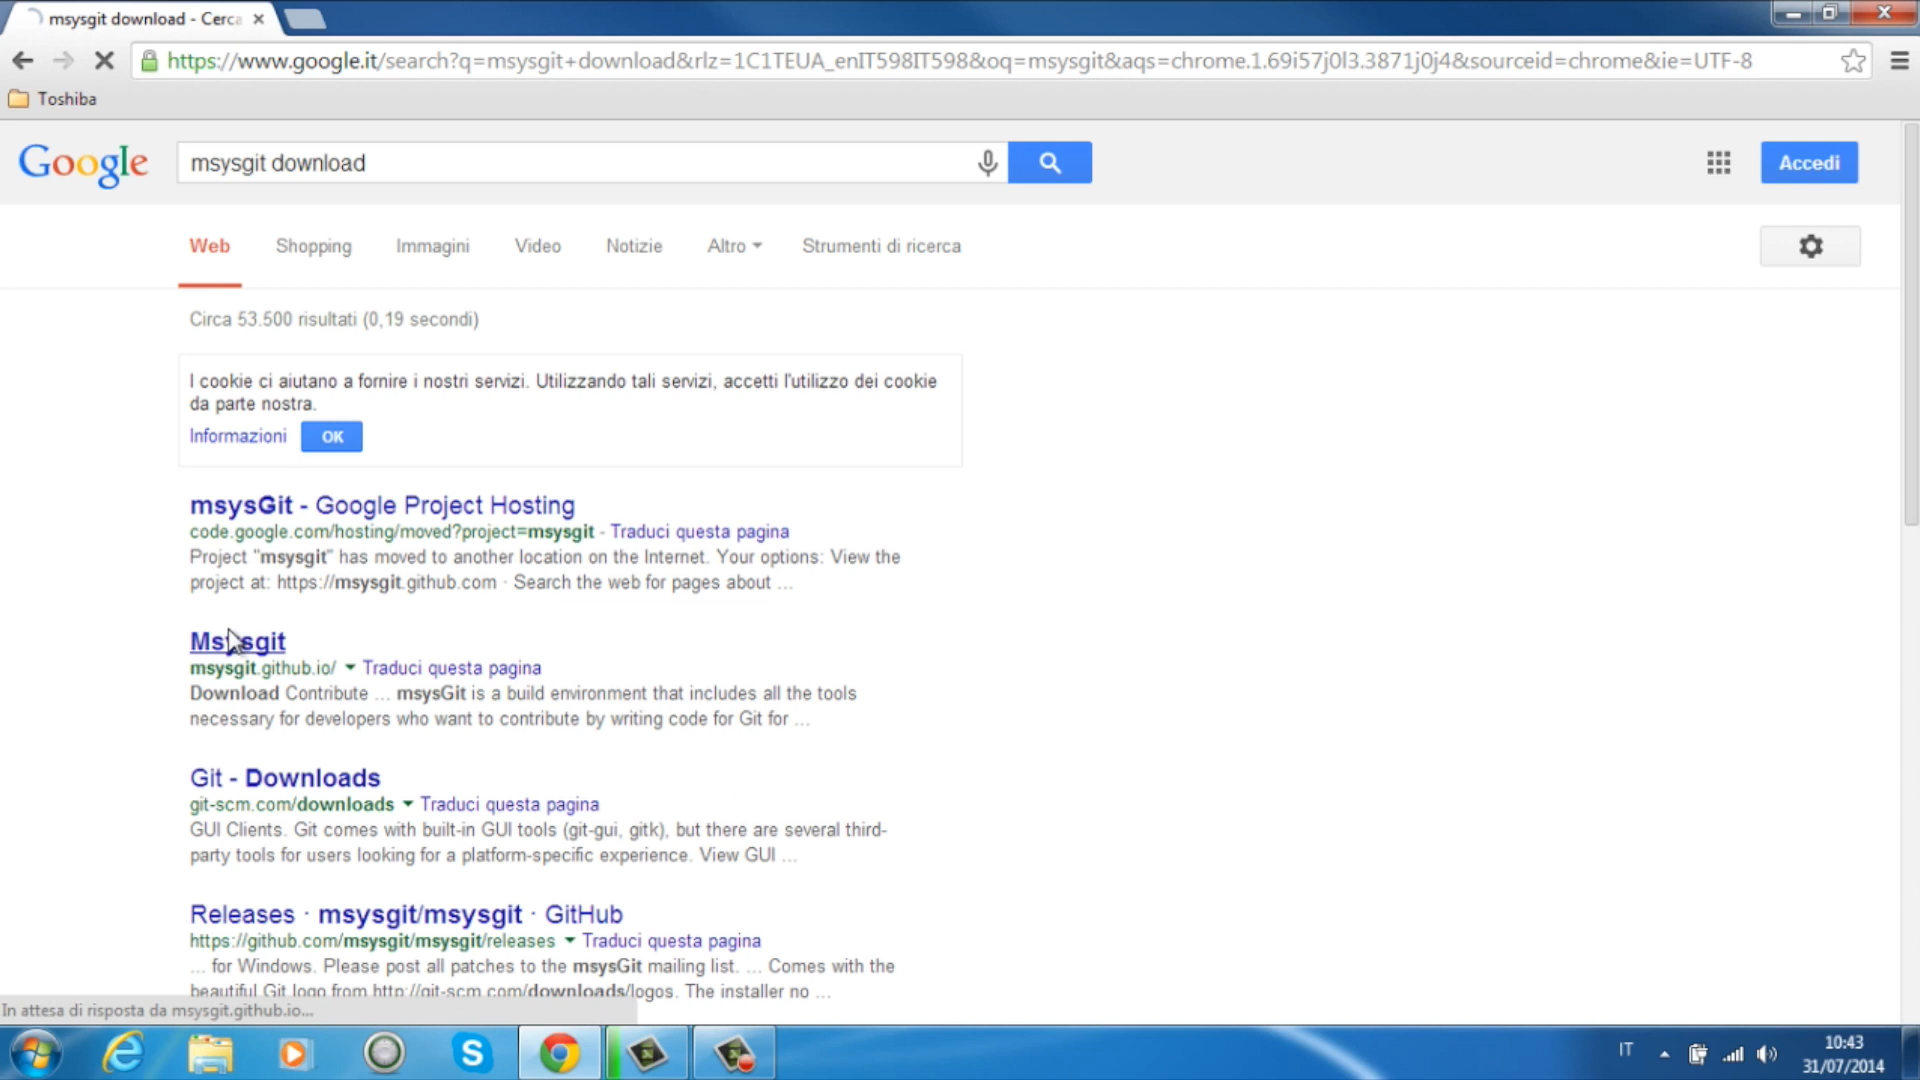 msysgit download - Cerca
https://www.google.it/search?q=msysgit+download&rlz=1C1TEUA_enIT598IT598&oq=msysgit&aqs=chrome.1.69i57j0l3.3871j0j4&sourceid=chrome&ie=UTF-8
Toshiba
Google
msysgit download
Accedi
Web Shopping Immagini Video Notizie Altro Strumenti di ricerca
Circa 53.500 risultati (0,19 secondi)
I cookie ci aiutano a fornire i nostri servizi. Utilizzando tali servizi, accetti l'utilizzo dei cookie
da parte nostra.
Informazioni OK
msysGit - Google Project Hosting
code.google.com/hosting/moved?project=msysgit - Traduci questa pagina
Project "msysgit" has moved to another location on the Internet. Your options: View the
project at: https://msysgit.github.com · Search the web for pages about ...
Msysgit
msysgit.github.io/ Traduci questa pagina
Download Contribute ... msysGit is a build environment that includes all the tools
necessary for developers who want to contribute by writing code for Git for ...
Git - Downloads
git-scm.com/downloads Traduci questa pagina
GUI Clients. Git comes with built-in GUI tools (git-gui, gitk), but there are several third-
party tools for users looking for a platform-specific experience. View GUI ...
Releases · msysgit/msysgit · GitHub
https://github.com/msysgit/msysgit/releases Traduci questa pagina
... for Windows. Please post all patches to the msysGit mailing list. ... Comes with the
beautiful Git logo from http://git-scm.com/downloads/logos. The installer no ...
In attesa di risposta da msysgit.github.io...
IT
10:43
31/07/2014